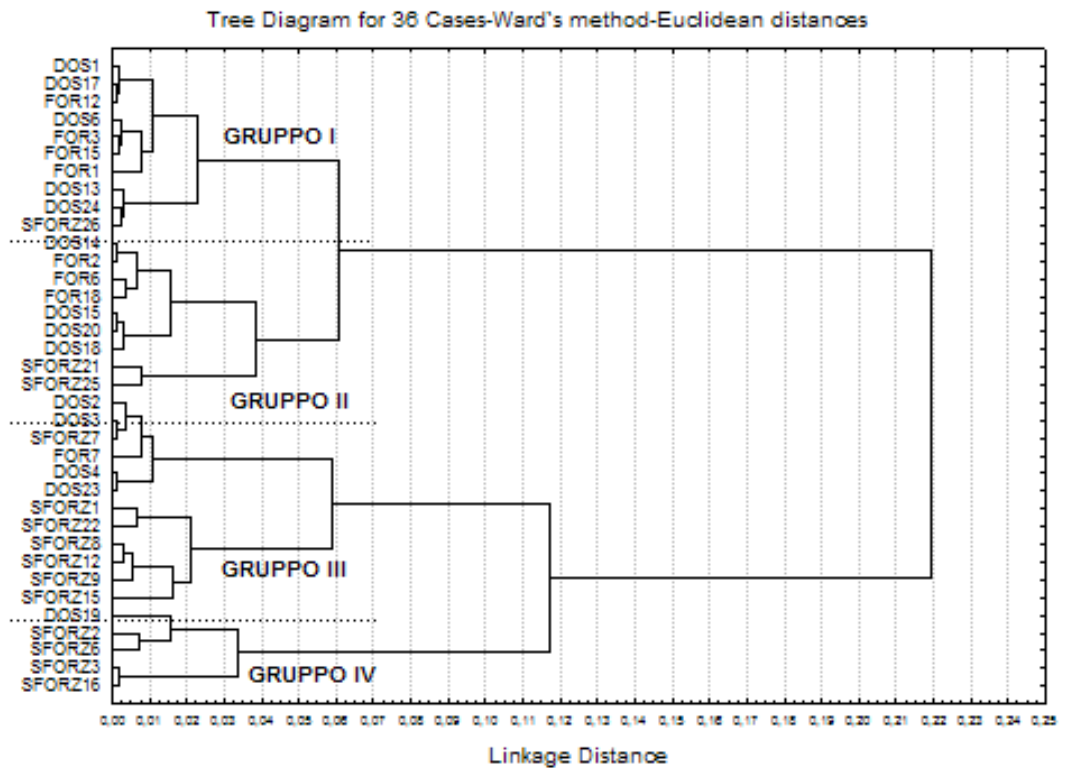 Tree Diagram for 36 Cases-Ward's method-Euclidean distances
DOS1
DOS17
FOR12
DOS6
FOR3
FOR15
FOR1
DOS13
DOS24
SFORZ26
DOS14
FOR2
FOR6
FOR18
DOS15
DOS20
DOS18
SFORZ21
SFORZ25
DOS2
DOS3
SFORZ7
FOR7
DOS4
DOS23
SFORZ1
SFORZ22
SFORZ8
SFORZ12
SFORZ9
SFORZ15
DOS19
SFORZ2
SFORZ6
SFORZ3
SFORZ16
GRUPPO I
GRUPPO II
GRUPPO III
GRUPPO IV
0,00 0,01 0,02 0,03 0,04 0,05 0,06 0,07 0,08 0,09 0,10 0,11 0,12 0,13 0,14 0,15 0,16 0,17 0,18 0,19 0,20 0,21 0,22 0,23 0,24 0,25
Linkage Distance